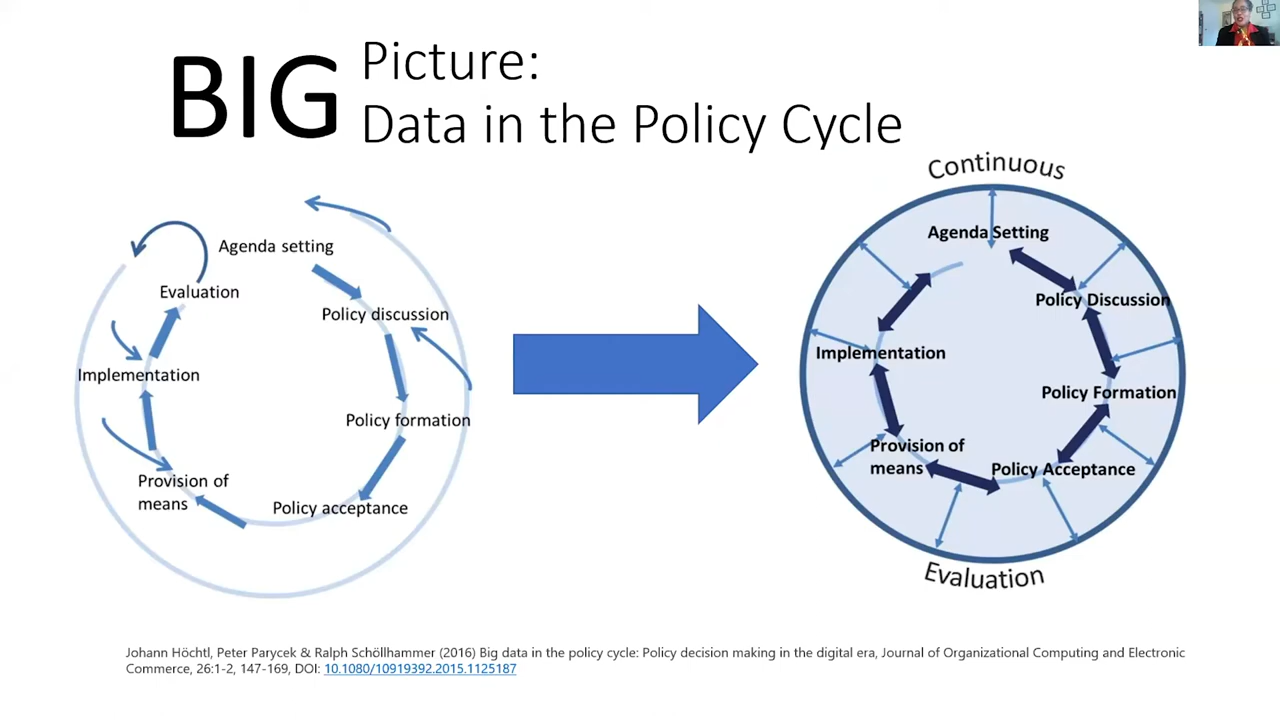 BIG
Picture:
Data in the Policy Cycle
Agenda setting
Policy discussion
Policy formation
Policy acceptance
Provision of
means
Implementation
Evaluation
Continuous
Agenda Setting
Policy Discussion
Policy Formation
Policy Acceptance
Provision of
means
Implementation
Evaluation
Johann Höchtl, Peter Parycek & Ralph Schöllhammer (2016) Big data in the policy cycle: Policy decision making in the digital era, Journal of Organizational Computing and Electronic
Commerce, 26:1-2, 147-169, DOI: 10.1080/10919392.2015.1125187